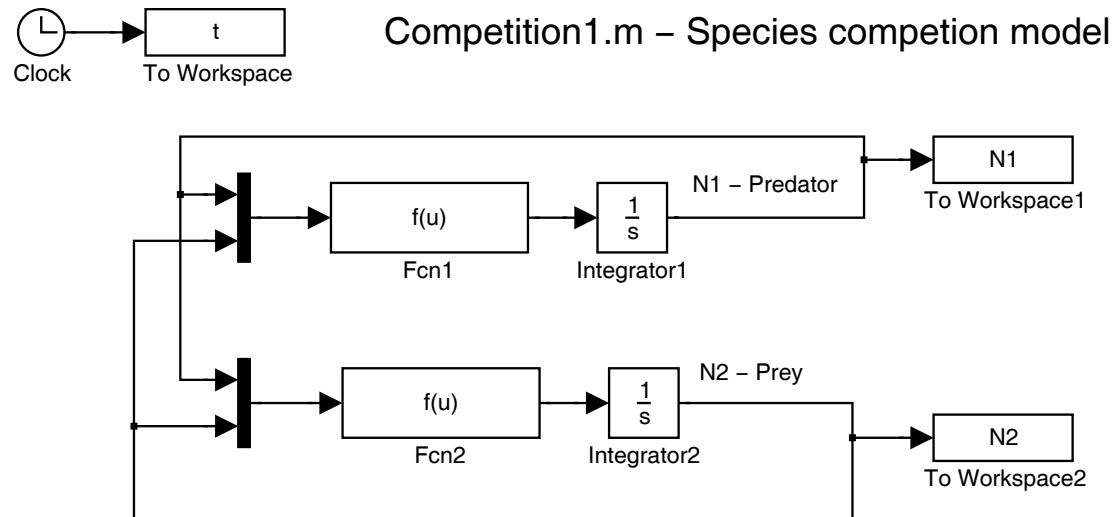 t
Competition1.m – Species competion model
Clock
To Workspace
N1
N1 – Predator
To Workspace1
f(u)
1
s
Fcn1
Integrator1
N2 – Prey
f(u)
1
s
N2
Fcn2
Integrator2
To Workspace2